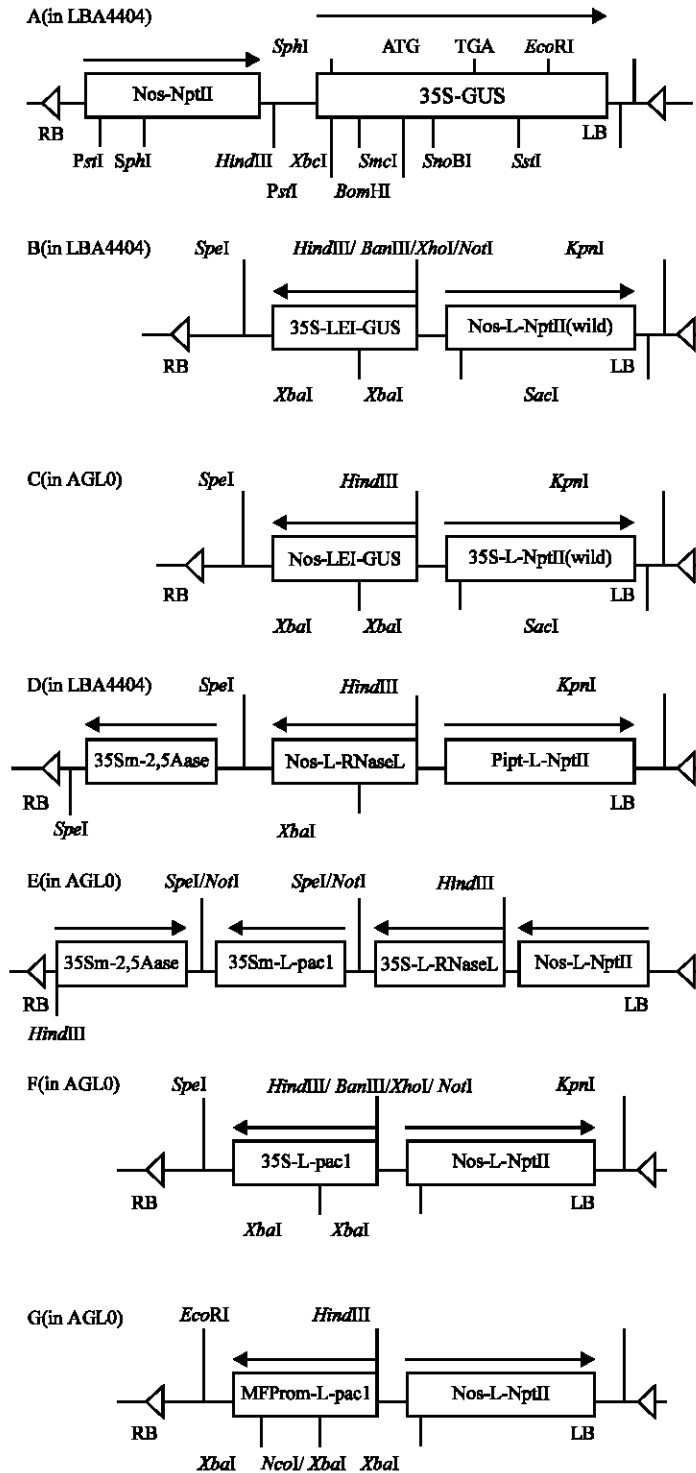 A(in LBA4404)
SphI ATG TGA EcoRI
Nos-NptII 35S-GUS
RB LB
PstI SphI HindIII XbcI SmcI SnoBI SstI
PstI BomHI
B(in LBA4404)
SpeI HindIII/ BanIII/XhoI/NotI KpnI
35S-LEI-GUS Nos-L-NptII(wild)
RB LB
XbaI XbaI SacI
C(in AGL0)
SpeI HindIII KpnI
Nos-LEI-GUS 35S-L-NptII(wild)
RB LB
XbaI XbaI SacI
D(in LBA4404)
SpeI HindIII KpnI
35Sm-2,5Aase Nos-L-RNaseL Pipt-L-NptII
RB LB
SpeI XbaI
E(in AGL0)
SpeI/NotI SpeI/NotI HindIII
35Sm-2,5Aase 35Sm-L-pac1 35S-L-RNaseL Nos-L-NptII
RB LB
HindIII
F(in AGL0)
SpeI HindIII/ BanIII/XhoI/ NotI KpnI
35S-L-pac1 Nos-L-NptII
RB LB
XbaI XbaI
G(in AGL0)
EcoRI HindIII
MFProm-L-pac1 Nos-L-NptII
RB LB
XbaI NcoI/ XbaI XbaI